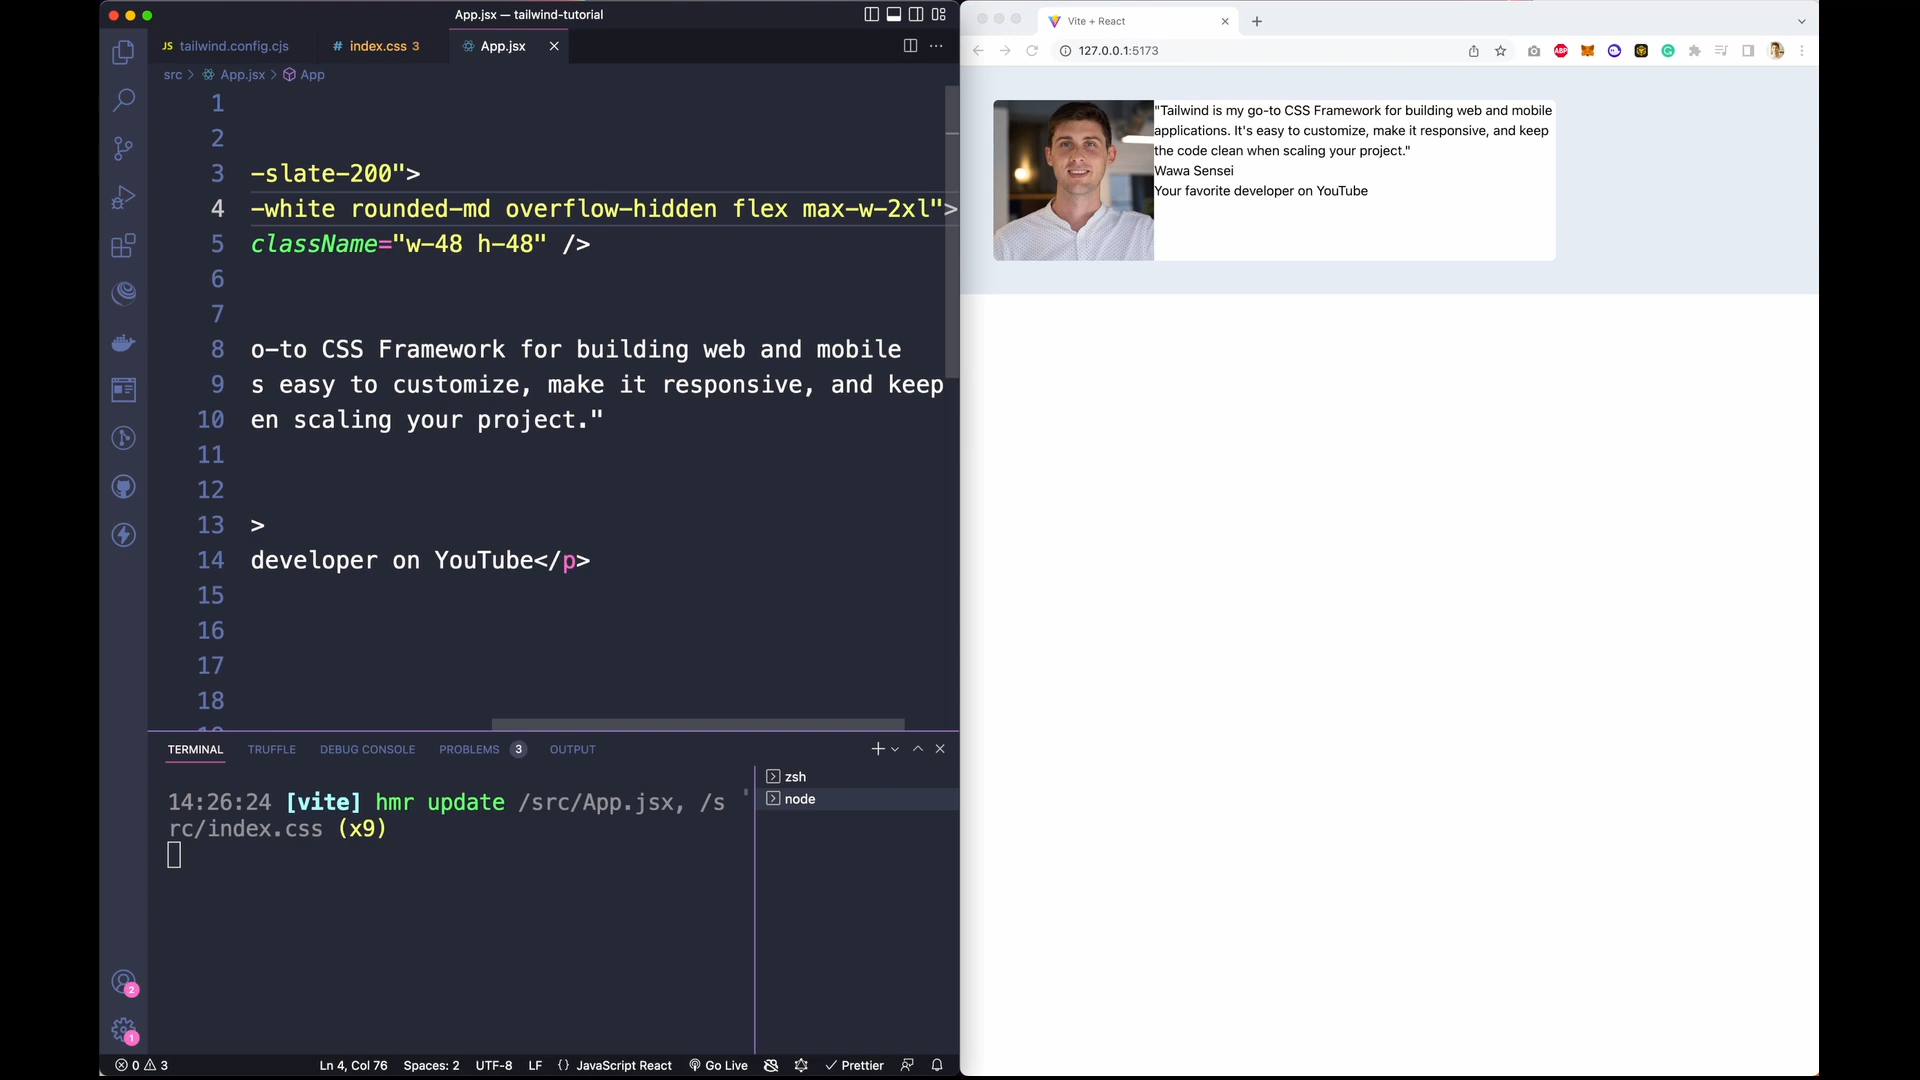 App.jsx — tailwind-tutorial
JS tailwind.config.cjs
# index.css 3
App.jsx
src > App.jsx > App
1
2
3 -slate-200">
4 -white rounded-md overflow-hidden flex max-w-2xl">
5 className="w-48 h-48" />
6
7
8 o-to CSS Framework for building web and mobile
9 s easy to customize, make it responsive, and keep
10 en scaling your project."
11
12
13 >
14 developer on YouTube</p>
15
16
17
18
TERMINAL TRUFFLE DEBUG CONSOLE PROBLEMS 3 OUTPUT
14:26:24 [vite] hmr update /src/App.jsx, /s
rc/index.css (x9)
zsh
node
2
1
0 3 Ln 4, Col 76 Spaces: 2 UTF-8 LF {} JavaScript React Go Live Prettier
Vite + React
127.0.0.1:5173
ABP
"Tailwind is my go-to CSS Framework for building web and mobile
applications. It's easy to customize, make it responsive, and keep
the code clean when scaling your project."
Wawa Sensei
Your favorite developer on YouTube